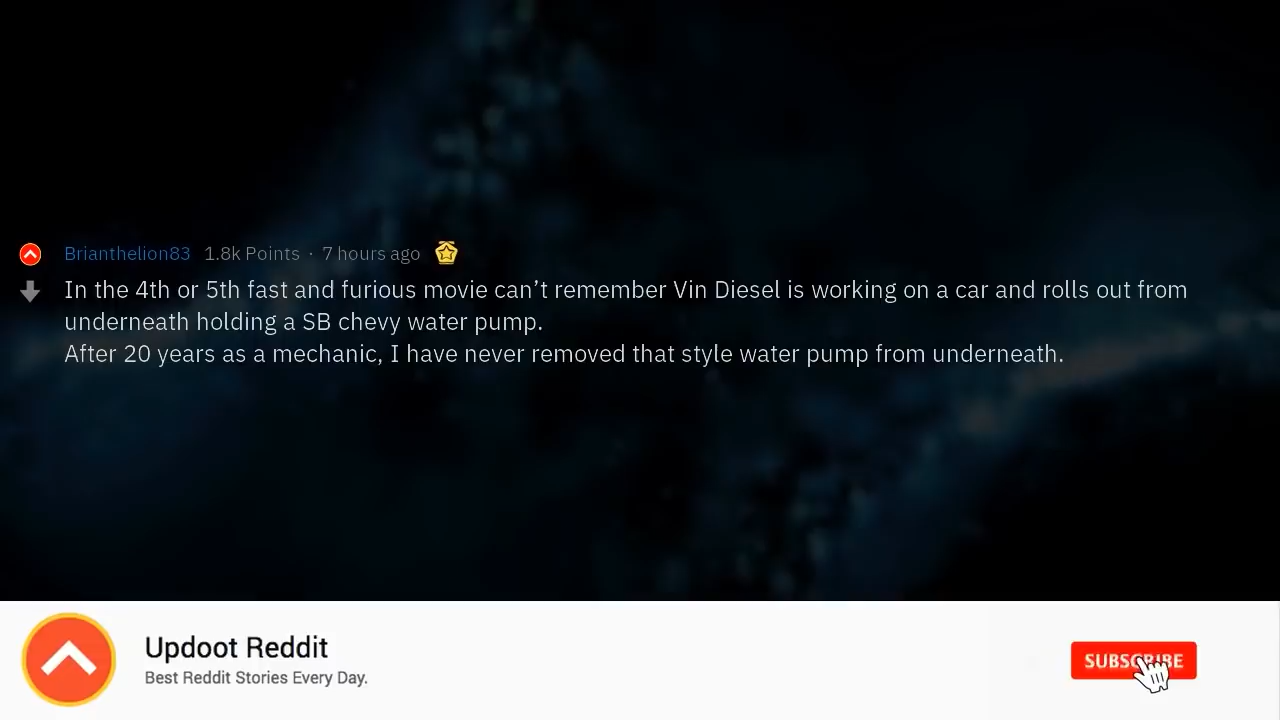 Brianthelion83 1.8k Points · 7 hours ago
In the 4th or 5th fast and furious movie can’t remember Vin Diesel is working on a car and rolls out from
underneath holding a SB chevy water pump.
After 20 years as a mechanic, I have never removed that style water pump from underneath.
Updoot Reddit
Best Reddit Stories Every Day.
SUBSCRIBE